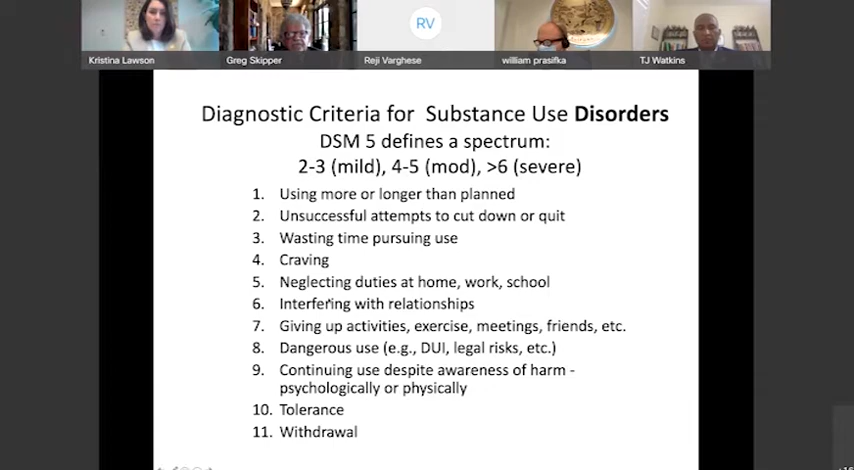 RV
Kristina Lawson
Greg Skipper
Reji Varghese
william prasifka
TJ Watkins
Diagnostic Criteria for Substance Use Disorders
DSM 5 defines a spectrum:
2-3 (mild), 4-5 (mod), >6 (severe)
1. Using more or longer than planned
2. Unsuccessful attempts to cut down or quit
3. Wasting time pursuing use
4. Craving
5. Neglecting duties at home, work, school
6. Interfering with relationships
7. Giving up activities, exercise, meetings, friends, etc.
8. Dangerous use (e.g., DUI, legal risks, etc.)
9. Continuing use despite awareness of harm -
psychologically or physically
10. Tolerance
11. Withdrawal